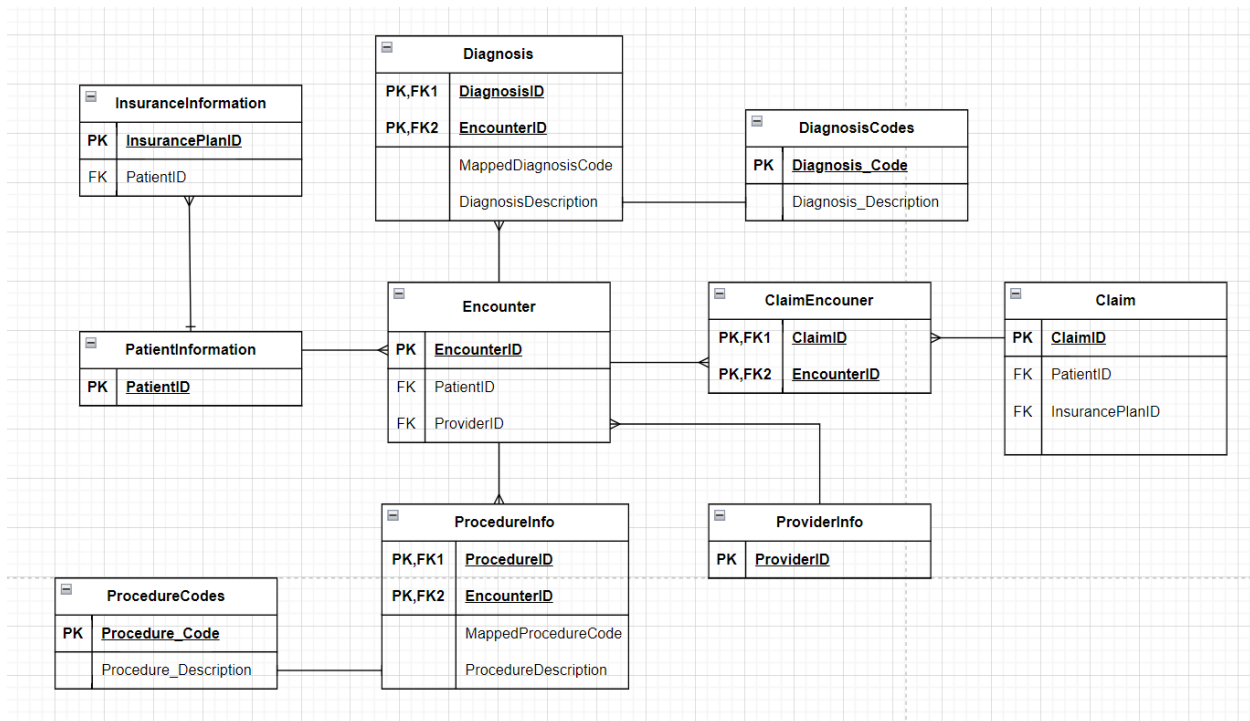 Diagnosis
PK,FK1 DiagnosisID
PK,FK2 EncounterID
MappedDiagnosisCode
DiagnosisDescription
InsuranceInformation
PK InsurancePlanID
FK PatientID
DiagnosisCodes
PK Diagnosis_Code
Diagnosis_Description
Encounter
PK EncounterID
FK PatientID
FK ProviderID
ClaimEncouner
PK,FK1 ClaimID
PK,FK2 EncounterID
Claim
PK ClaimID
FK PatientID
FK InsurancePlanID
PatientInformation
PK PatientID
ProcedureInfo
PK,FK1 ProcedureID
PK,FK2 EncounterID
MappedProcedureCode
ProcedureDescription
ProviderInfo
PK ProviderID
ProcedureCodes
PK Procedure_Code
Procedure_Description